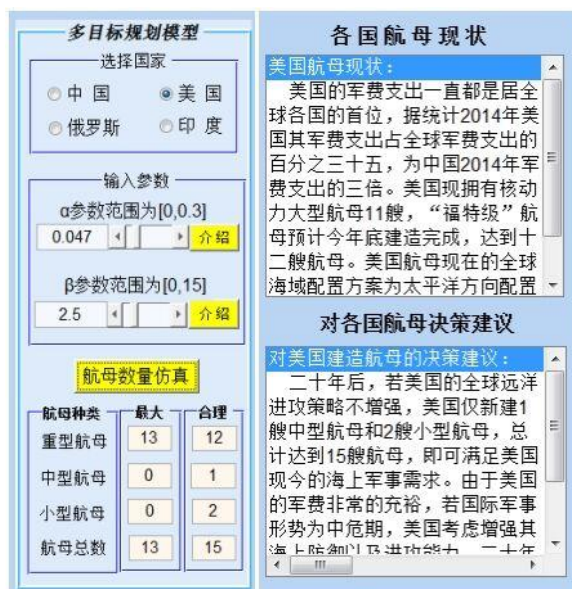 多目标规划模型
选择国家
中 国 美 国
俄罗斯 印 度
输入参数
α参数范围为[0,0.3]
0.047 介绍
β参数范围为[0,15]
2.5 介绍
航母数量仿真
航母种类 最大 合理
重型航母 13 12
中型航母 0 1
小型航母 0 2
航母总数 13 15
各国航母现状
美国航母现状：
美国的军费支出一直都是居全
球各国的首位，据统计2014年美
国其军费支出占全球军费支出的
百分之三十五，为中国2014年军
费支出的三倍。美国现拥有核动
力大型航母11艘，“福特级”航
母预计今年底建造完成，达到十
二艘航母。美国航母现在的全球
海域配置方案为太平洋方向配置
对各国航母决策建议
对美国建造航母的决策建议：
二十年后，若美国的全球远洋
进攻策略不增强，美国仅新建1
艘中型航母和2艘小型航母，总
计达到15艘航母，即可满足美国
现今的海上军事需求。由于美国
的军费非常的充裕，若国际军事
形势为中危期，美国考虑增强其
海上防御以及进攻能力，二十年